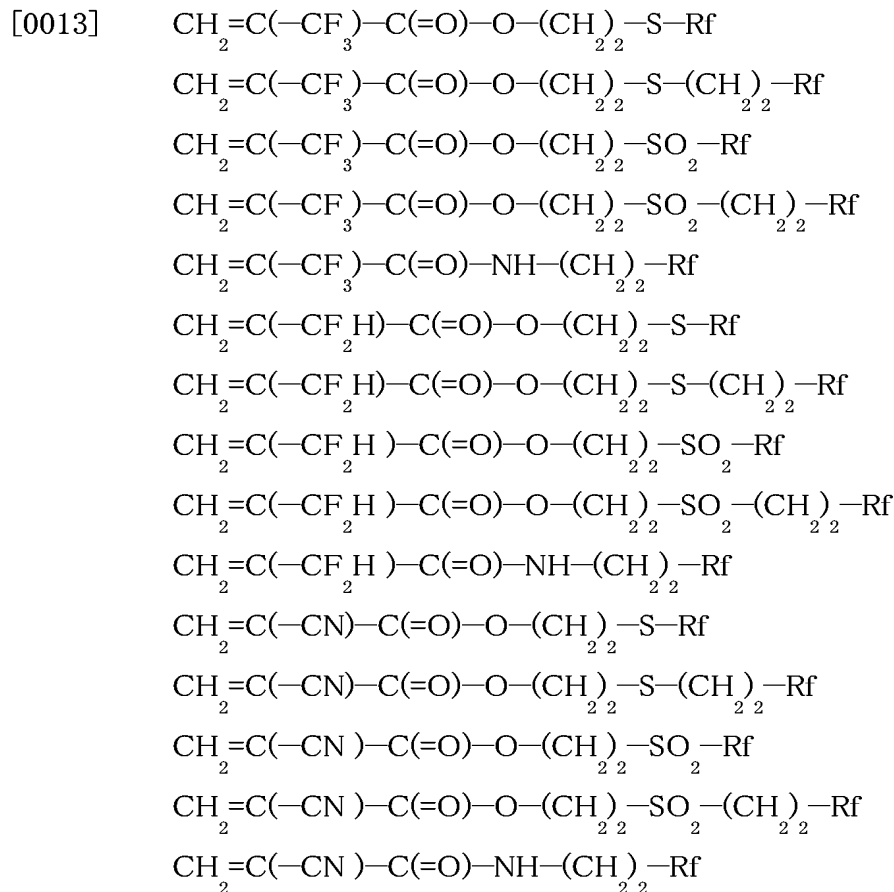 [0013] CH₂=C(—CF₃)—C(=O)—O—(CH₂)₂—S—Rf
CH₂=C(—CF₃)—C(=O)—O—(CH₂)₂—S—(CH₂)₂—Rf
CH₂=C(—CF₃)—C(=O)—O—(CH₂)₂—SO₂—Rf
CH₂=C(—CF₃)—C(=O)—O—(CH₂)₂—SO₂—(CH₂)₂—Rf
CH₂=C(—CF₃)—C(=O)—NH—(CH₂)₂—Rf
CH₂=C(—CF₂H)—C(=O)—O—(CH₂)₂—S—Rf
CH₂=C(—CF₂H)—C(=O)—O—(CH₂)₂—S—(CH₂)₂—Rf
CH₂=C(—CF₂H)—C(=O)—O—(CH₂)₂—SO₂—Rf
CH₂=C(—CF₂H)—C(=O)—O—(CH₂)₂—SO₂—(CH₂)₂—Rf
CH₂=C(—CF₂H)—C(=O)—NH—(CH₂)₂—Rf
CH₂=C(—CN)—C(=O)—O—(CH₂)₂—S—Rf
CH₂=C(—CN)—C(=O)—O—(CH₂)₂—S—(CH₂)₂—Rf
CH₂=C(—CN)—C(=O)—O—(CH₂)₂—SO₂—Rf
CH₂=C(—CN)—C(=O)—O—(CH₂)₂—SO₂—(CH₂)₂—Rf
CH₂=C(—CN)—C(=O)—NH—(CH₂)₂—Rf